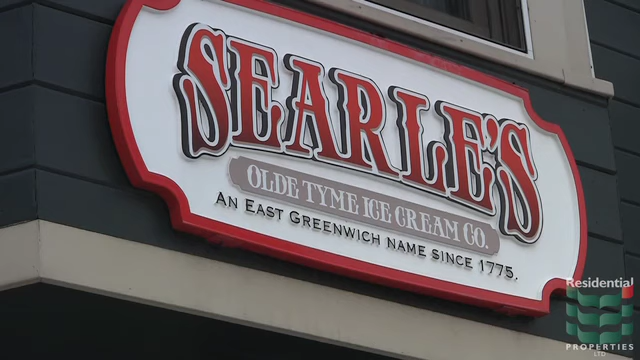 SEARLE'S
OLDE TYME ICE CREAM CO.
AN EAST GREENWICH NAME SINCE 1775.
Residential
PROPERTIES
LTD